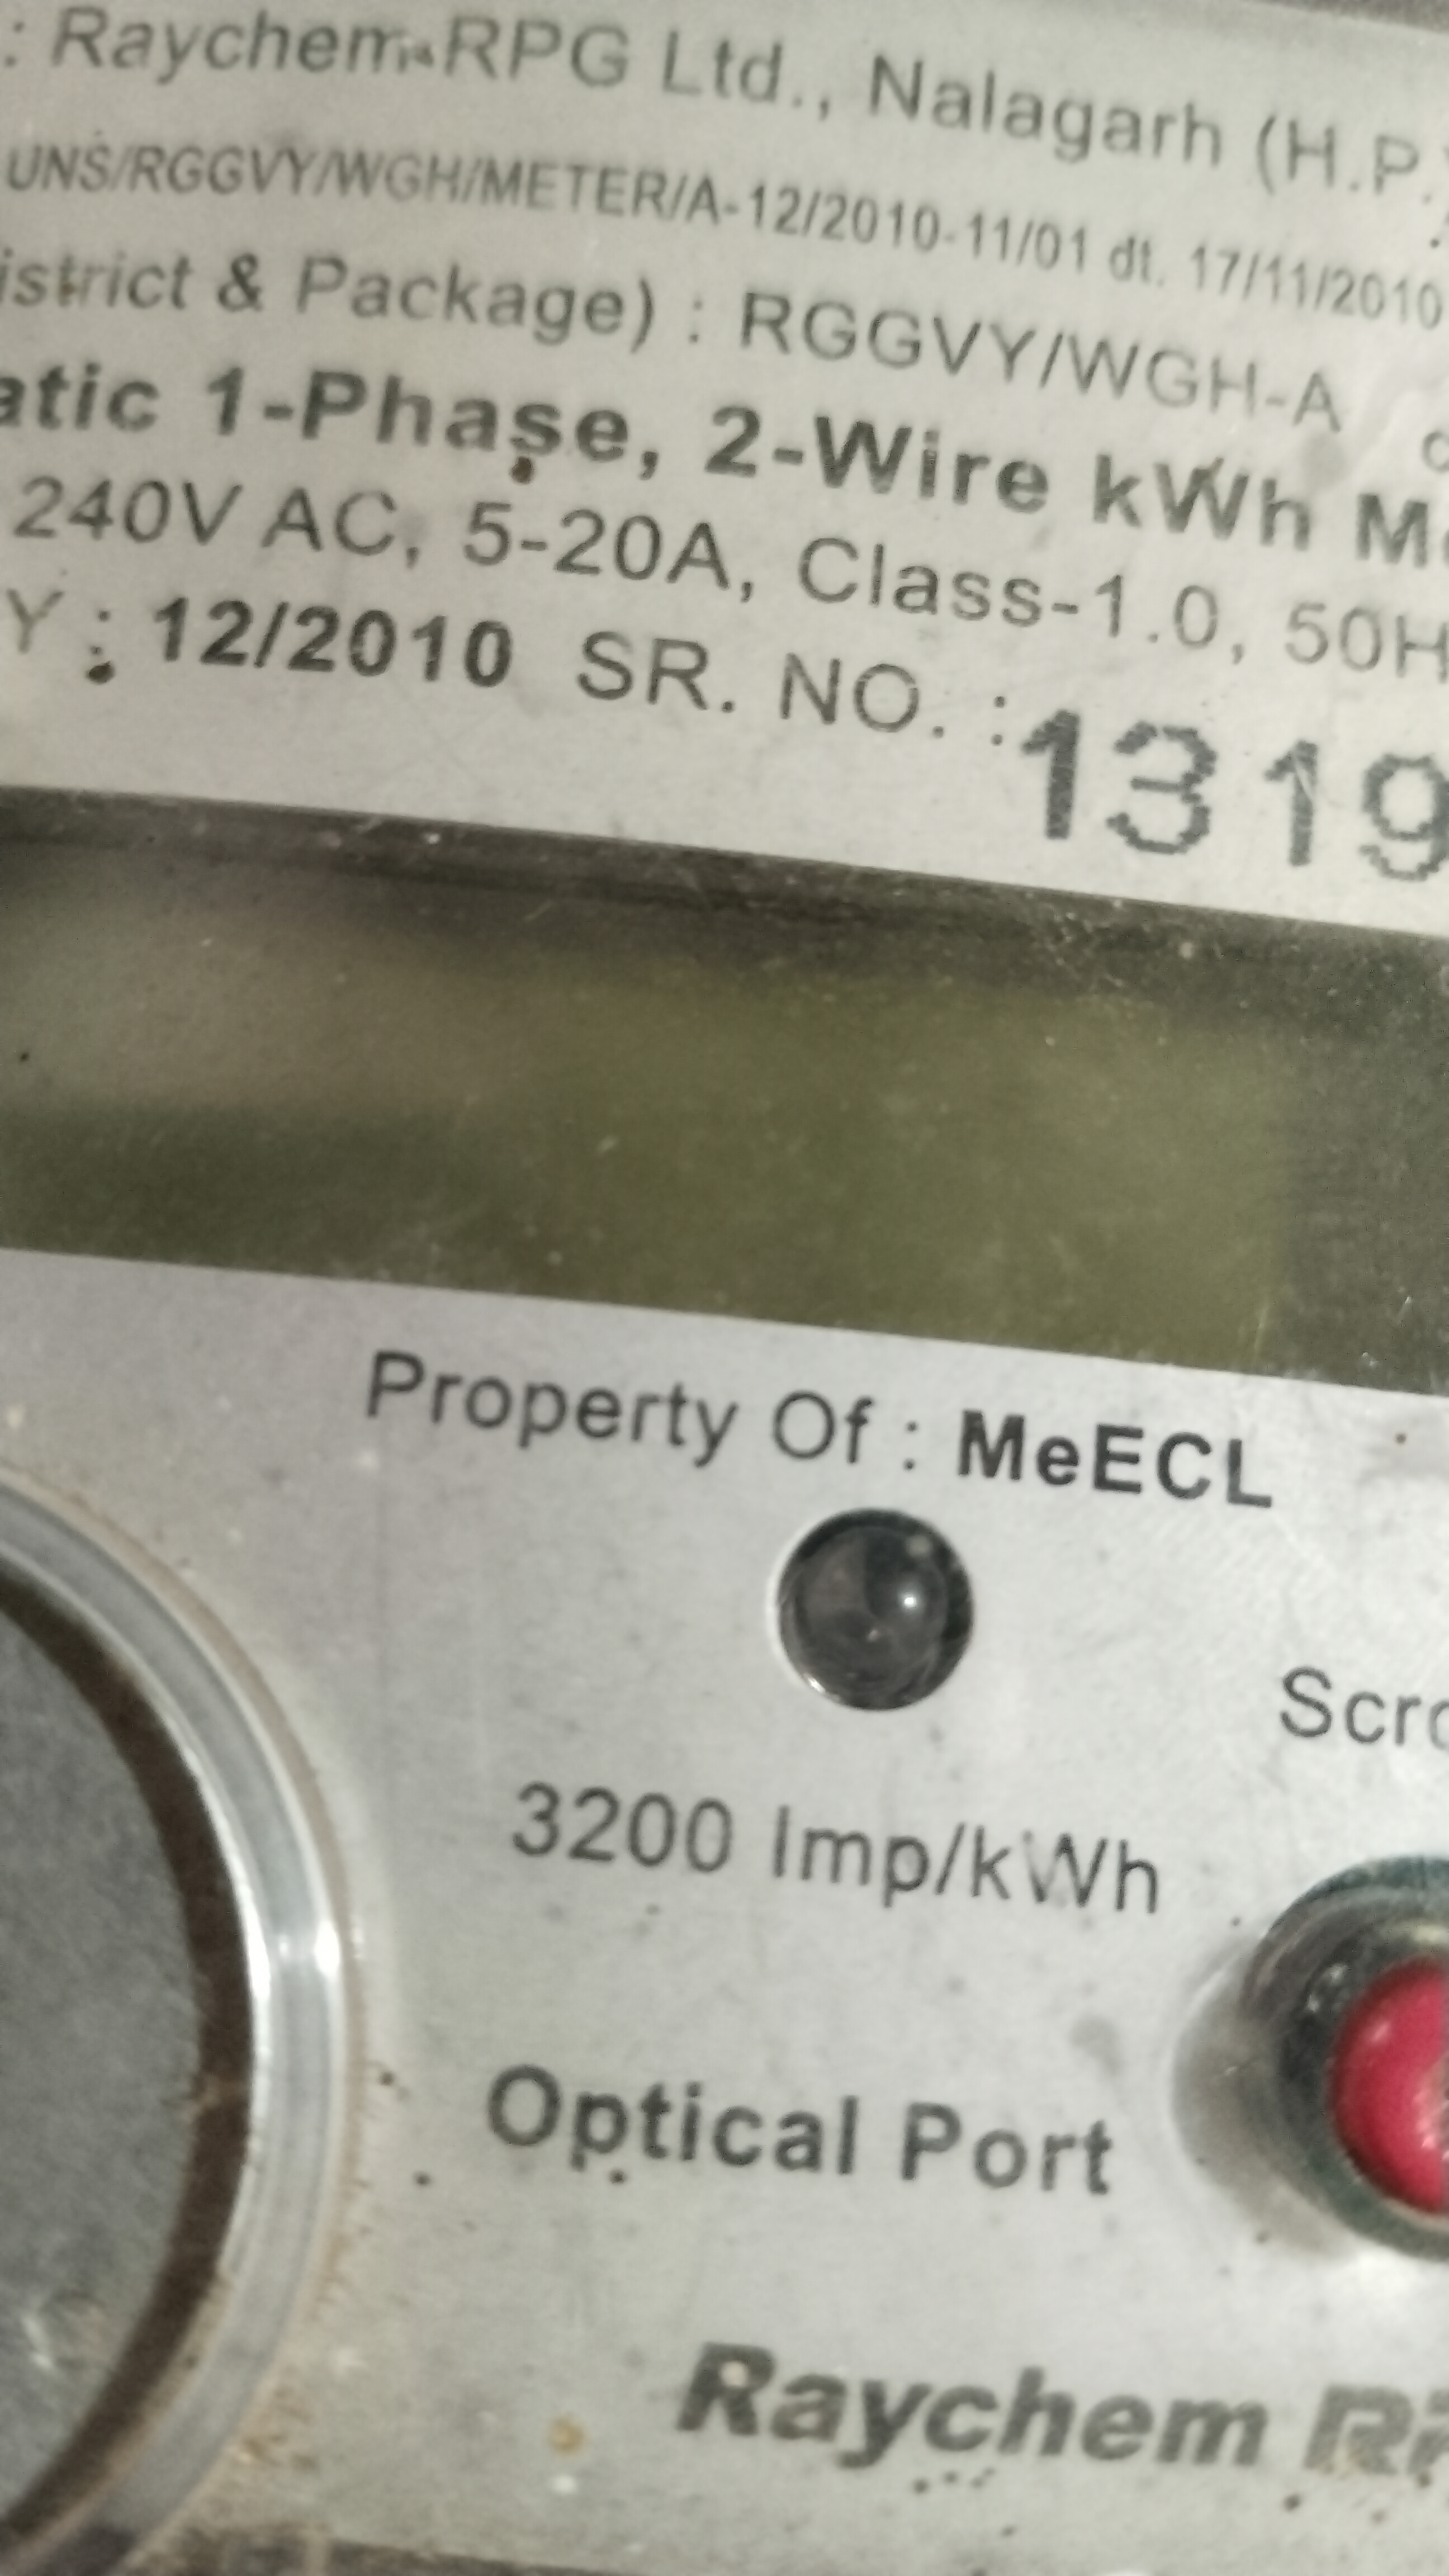 : Raychem RPG Ltd., Nalagarh (H.P.)
UNS/RGGVY/WGH/METER/A-12/2010-11/01 dt. 17/11/2010
istrict & Package) : RGGVY/WGH-A
atic 1-Phase, 2-Wire kWh M
240V AC, 5-20A, Class-1.0, 50H
Y : 12/2010 SR. NO. : 1319
Property Of : MeECL
Scro
3200 Imp/kWh
Optical Port
Raychem RP